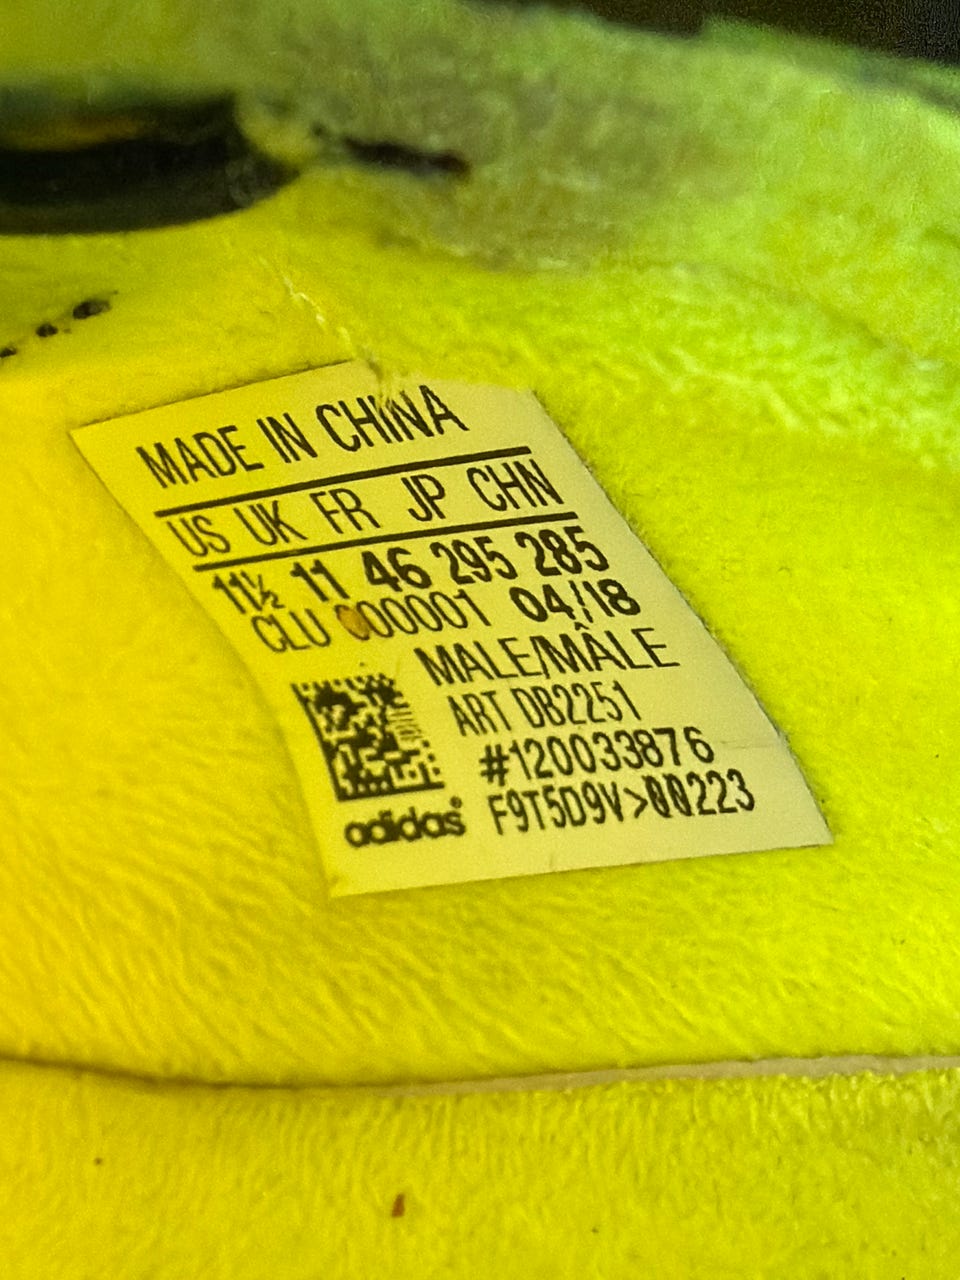 MADE IN CHINA
US UK FR JP CHN
11½ 11 46 295 285
CLU 000001 04/18
MALE/MÂLE
ART DB2251
#120033876
F9T5D9V>00223
adidas®